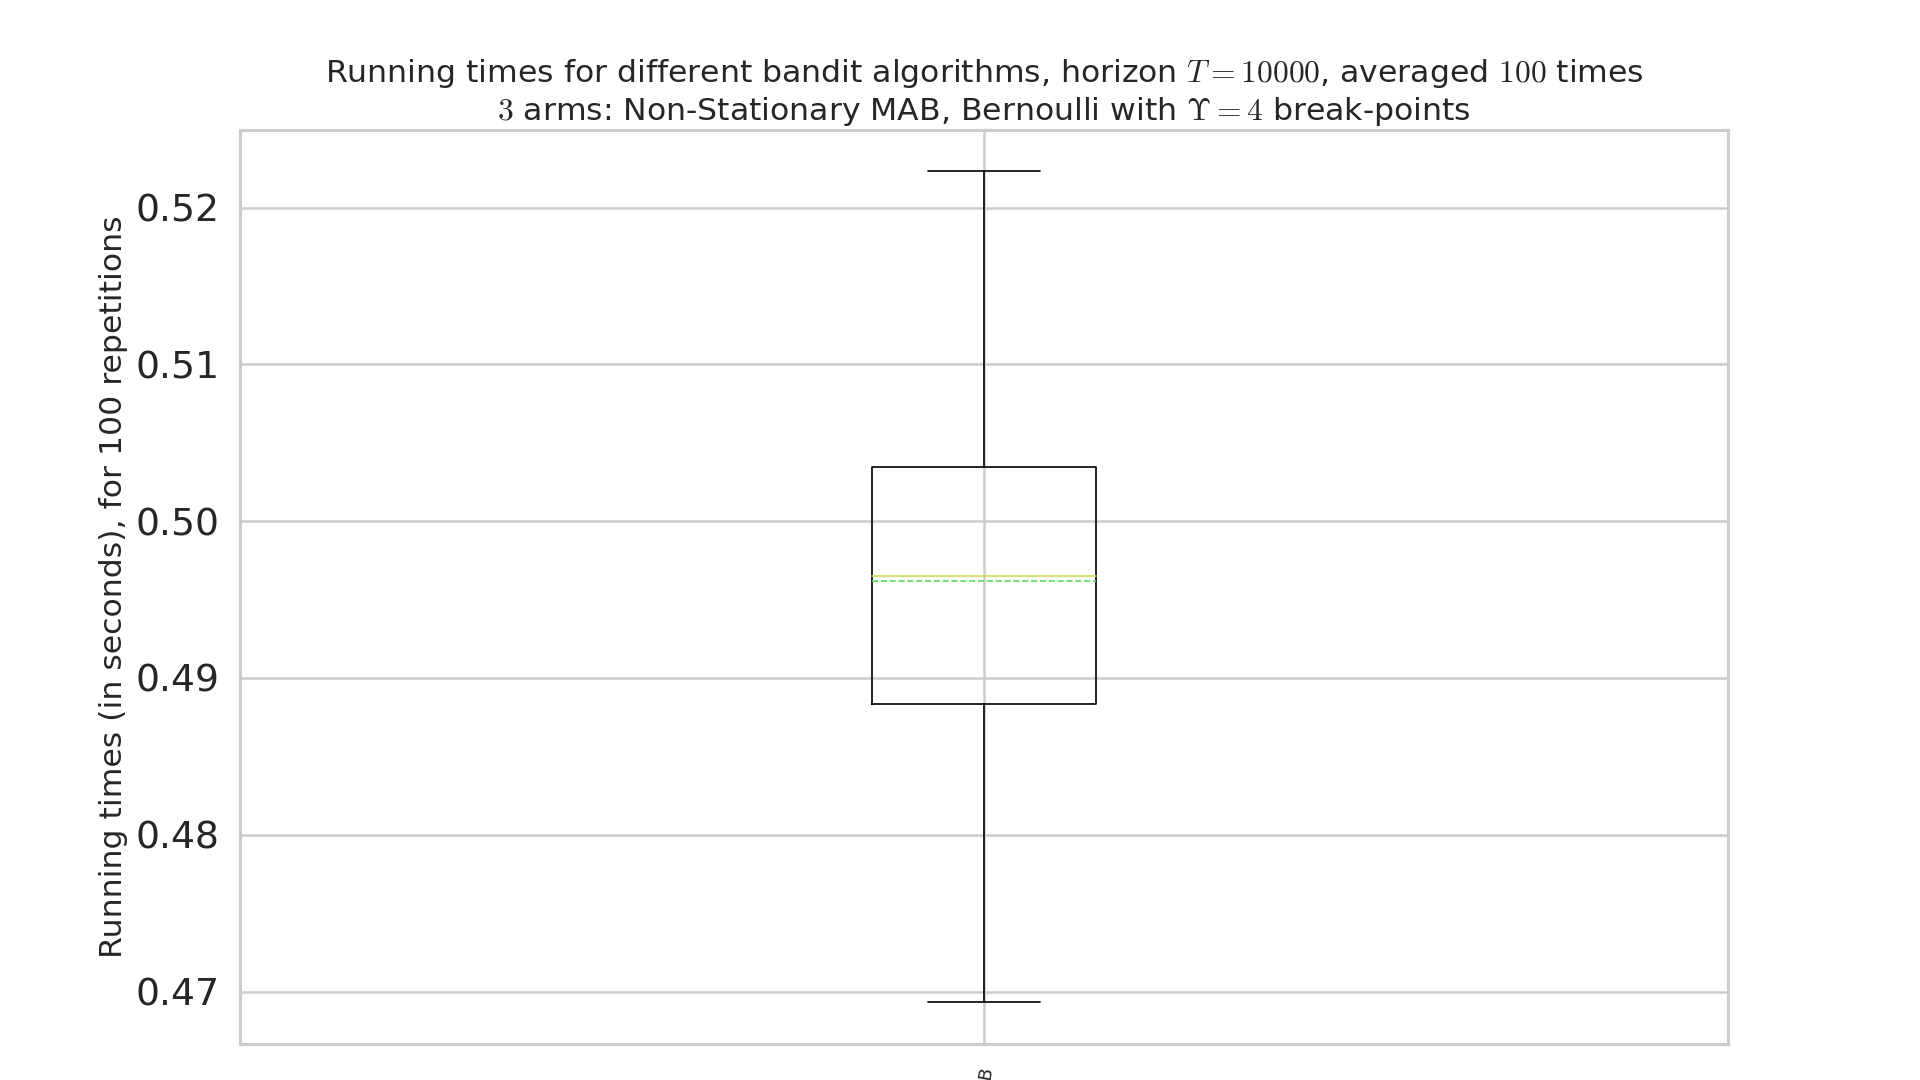 Running times for different bandit algorithms, horizon T = 10000, averaged 100 times
3 arms: Non-Stationary MAB, Bernoulli with ϒ = 4 break-points
Running times (in seconds), for 100 repetitions
0.52
0.51
0.50
0.49
0.48
0.47
B